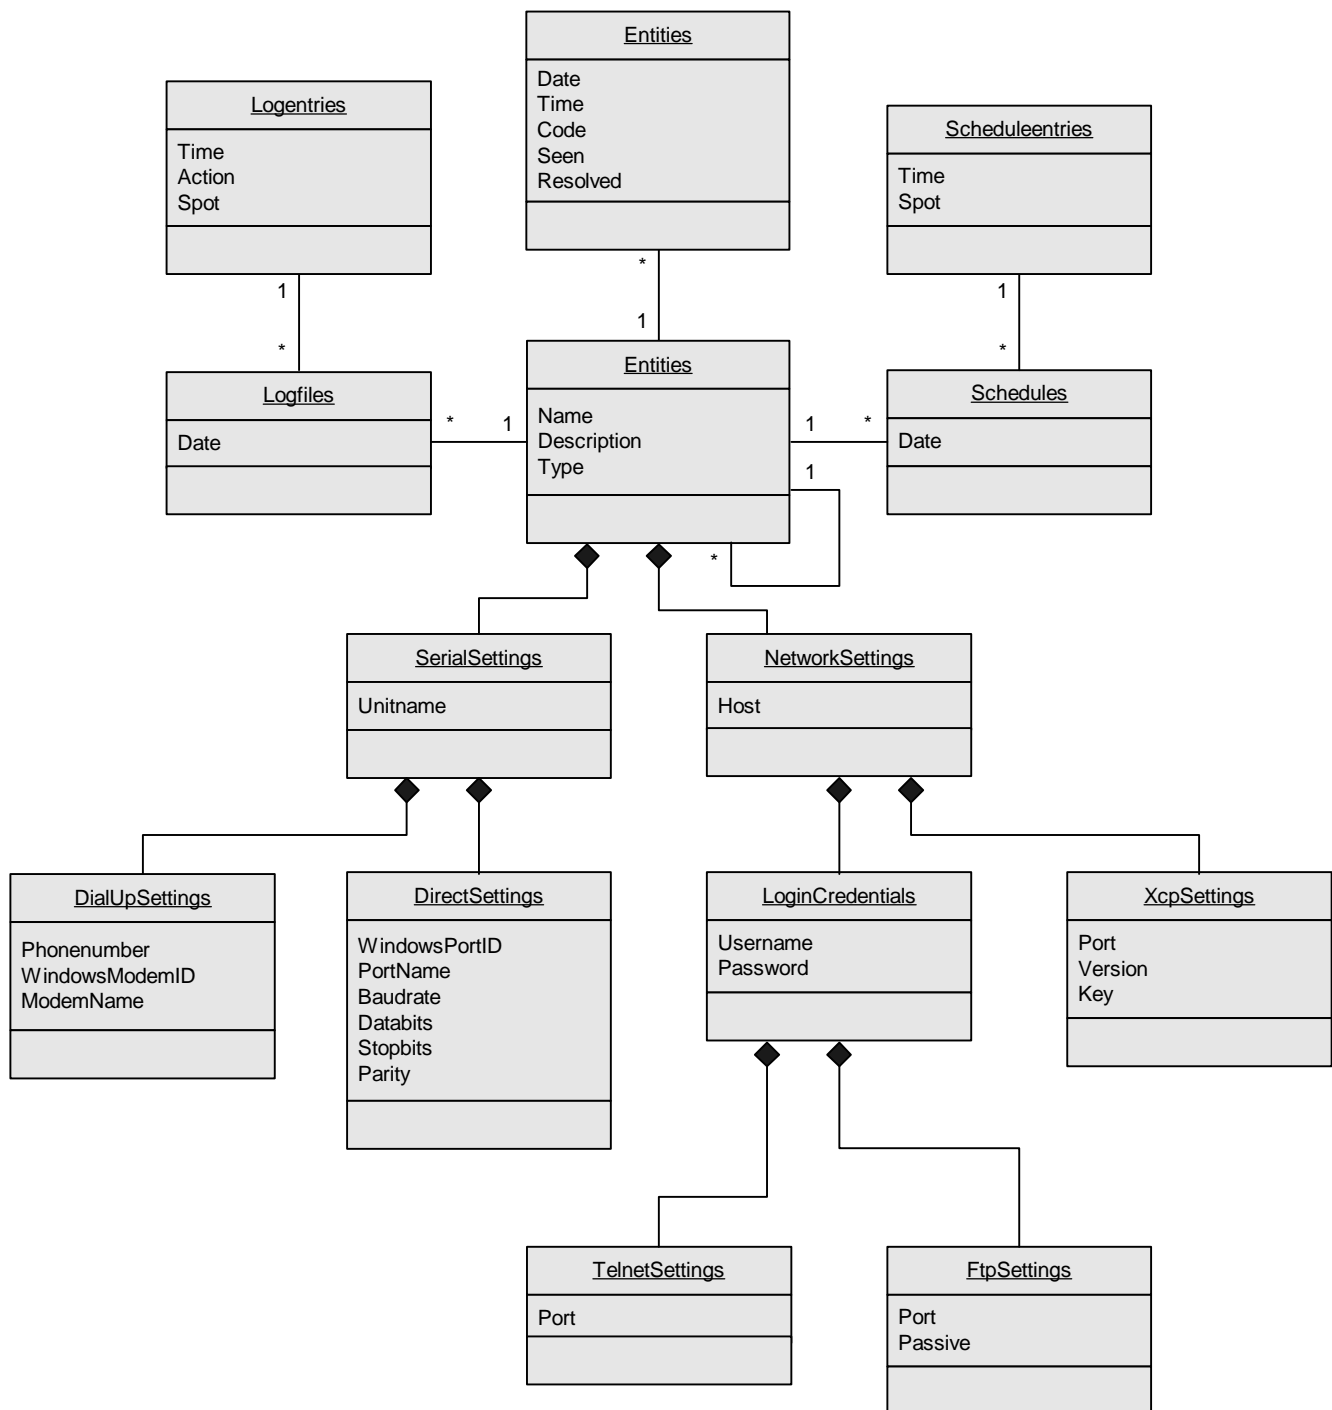 Entities
Date
Time
Code
Seen
Resolved
Logentries
Time
Action
Spot
Scheduleentries
Time
Spot
*
1
1
*
1
*
Logfiles
Date
Entities
Name
Description
Type
Schedules
Date
*
1
1
*
1
*
SerialSettings
Unitname
NetworkSettings
Host
DialUpSettings
Phonenumber
WindowsModemID
ModemName
DirectSettings
WindowsPortID
PortName
Baudrate
Databits
Stopbits
Parity
LoginCredentials
Username
Password
XcpSettings
Port
Version
Key
TelnetSettings
Port
FtpSettings
Port
Passive